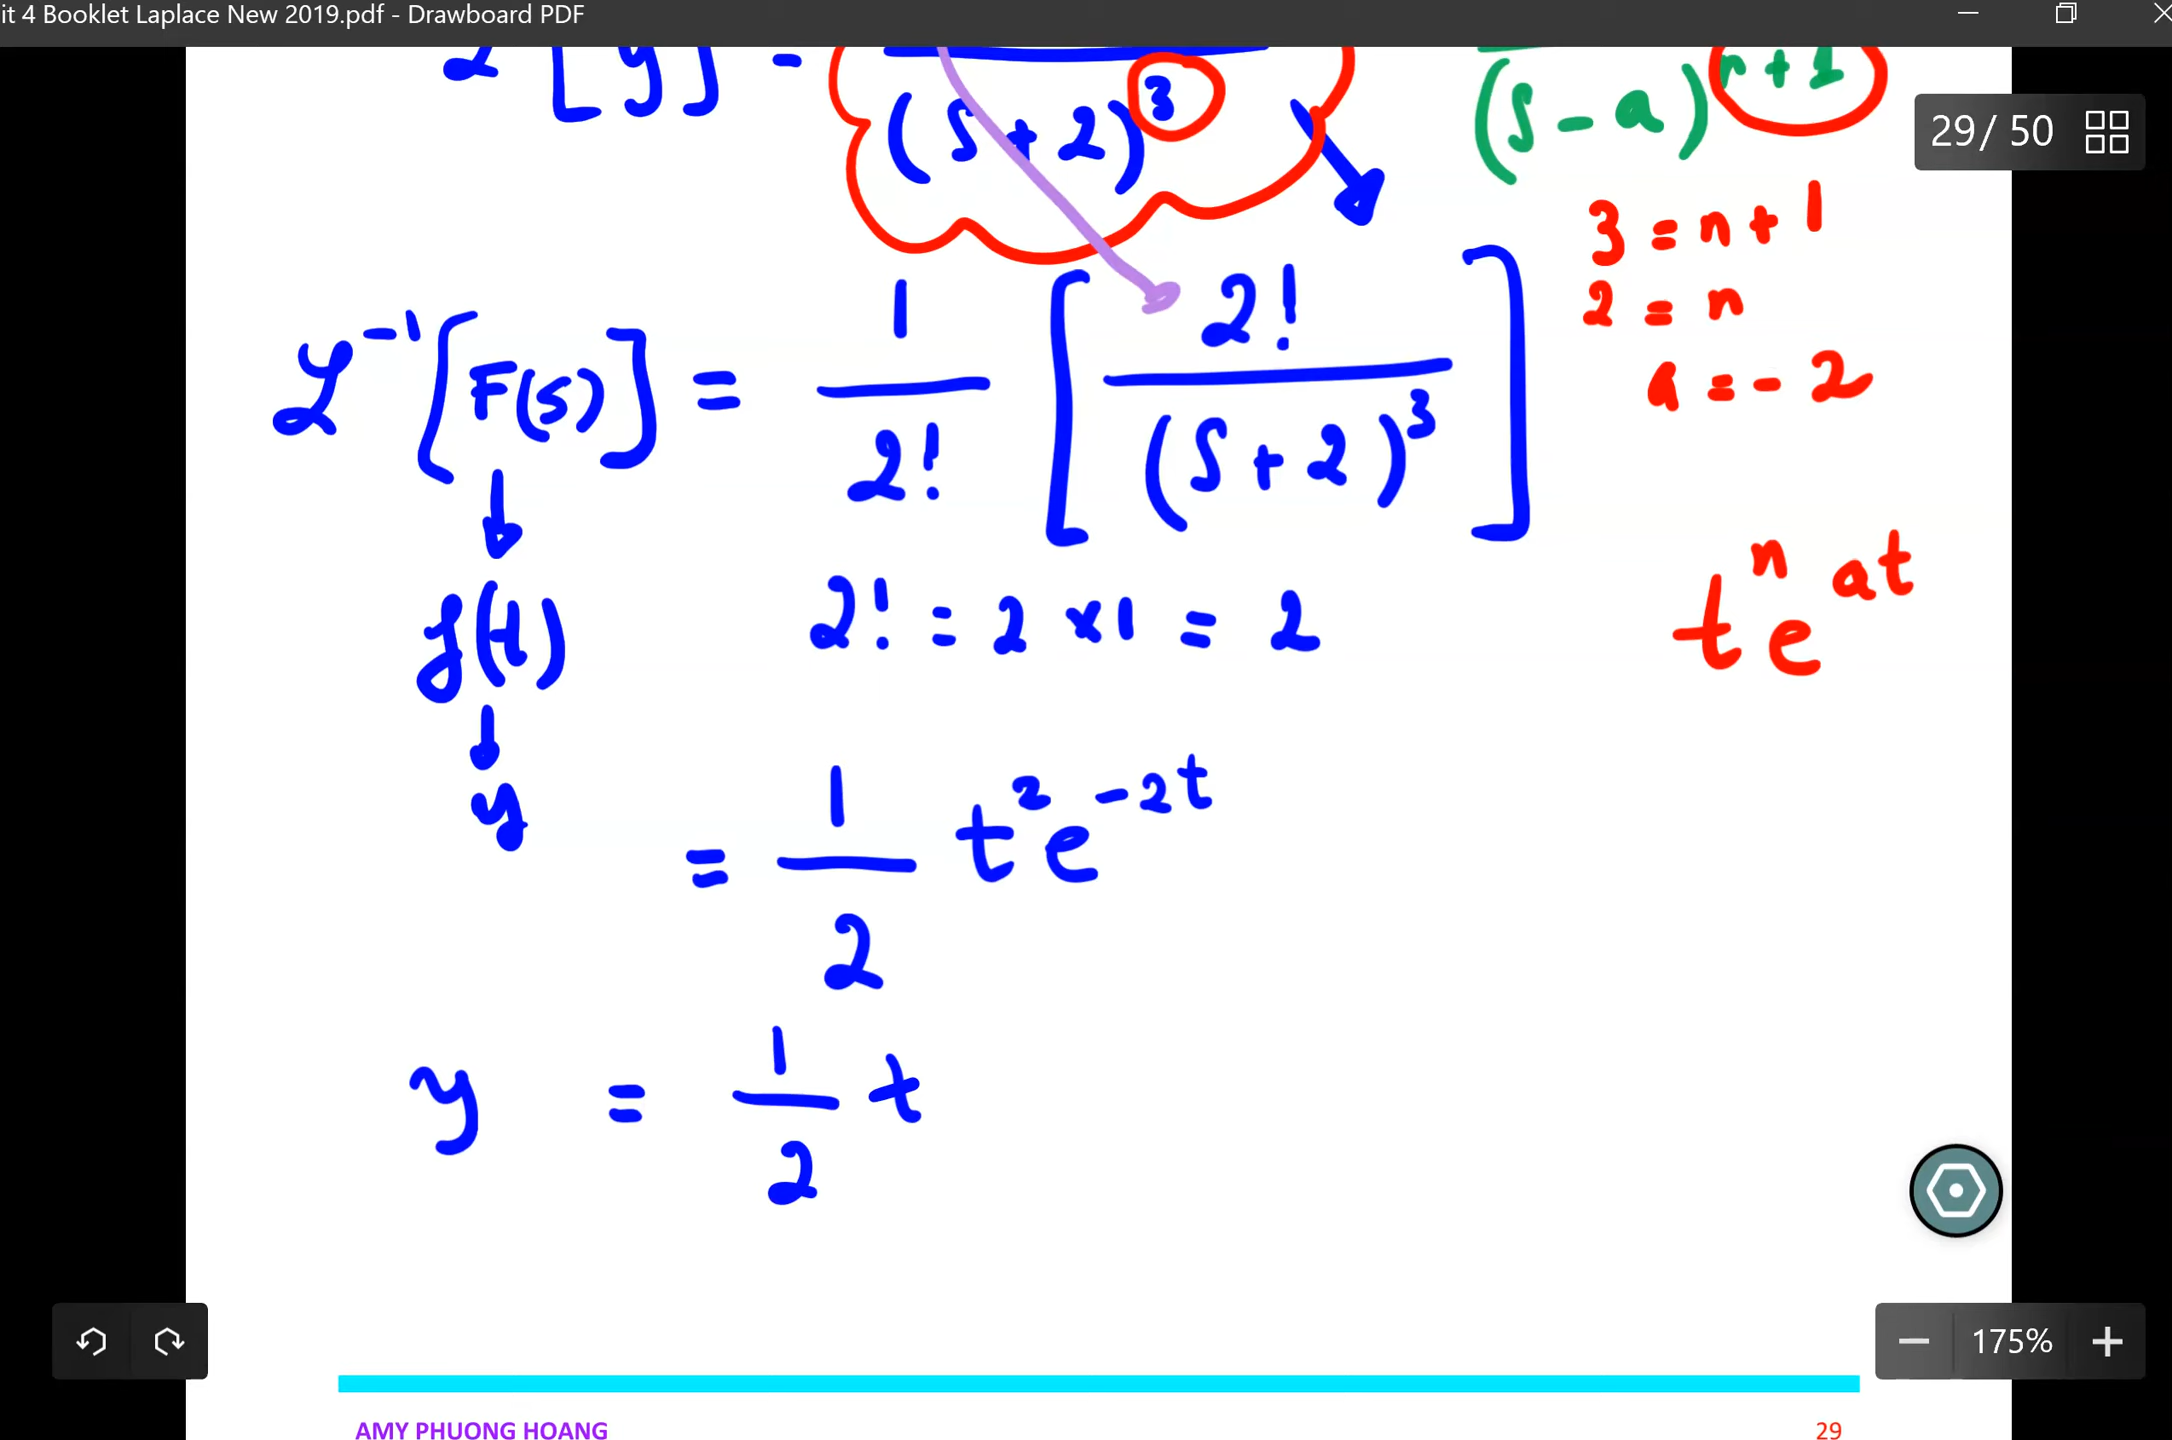 it 4 Booklet Laplace New 2019.pdf - Drawboard PDF
ℒ [y] = 
(s + 2)^3
(s - a)^(n + 1)
29/ 50
3 = n + 1
2 = n
a = - 2
ℒ^-1 [F(s)] = 1/2! [2!/(s + 2)^3]
f(t)
2! = 2 × 1 = 2
t^n e^at
y
= 1/2 t^2 e^-2t
y = 1/2 t
175%
AMY PHUONG HOANG
29